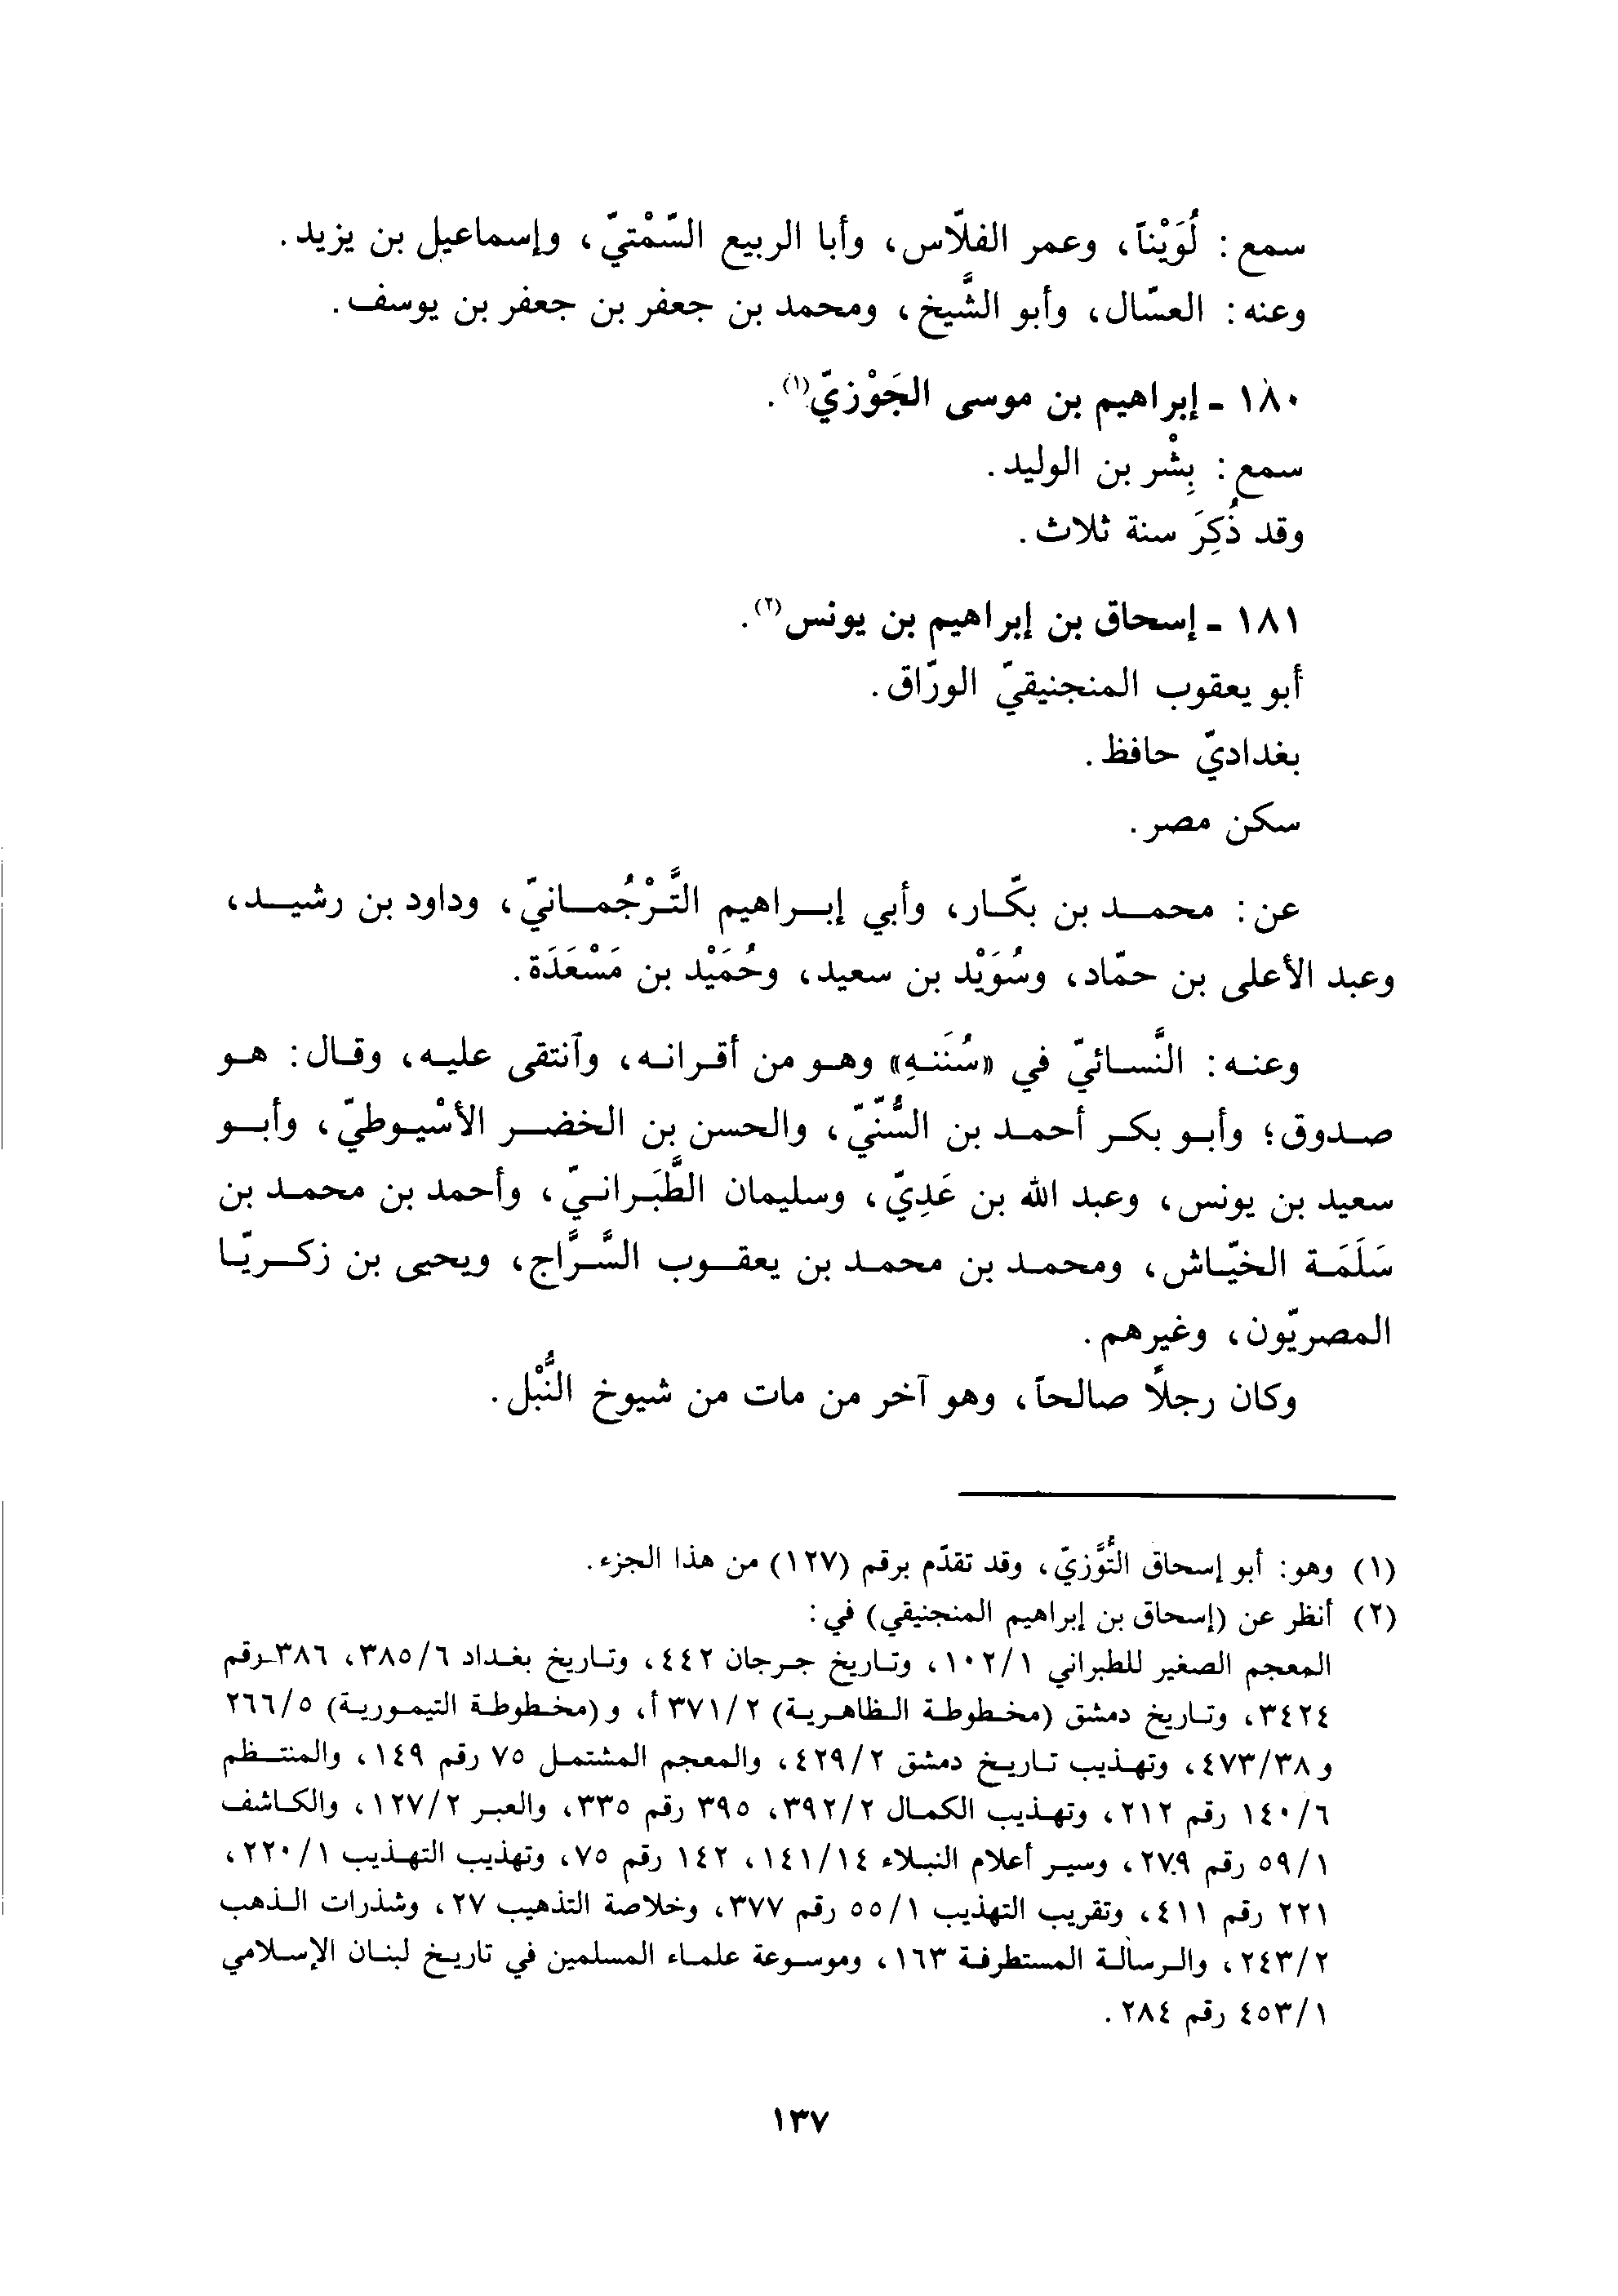 سمع: لُوَيْناً، وعمر الفلّاس، وأبا الربيع السّمْتيّ، وإسماعيل بن يزيد.
وعنه: العسّال، وأبو الشَّيخ، ومحمد بن جعفر بن جعفر بن يوسف.
١٨٠ - إبراهيم بن موسى الجَوْزيّ(١).
سمع: بِشْر بن الوليد.
وقد ذُكِرَ سنة ثلاث.
١٨١ - إسحاق بن إبراهيم بن يونس(٢).
أبو يعقوب المنجنيقيّ الورّاق.
بغداديّ حافظ.
سكن مصر.
عن: محمد بن بكّار، وأبي إبراهيم التَّرْجُمانيّ، وداود بن رشيد،
وعبد الأعلى بن حمّاد، وسُوَيْد بن سعيد، وحُمَيْد بن مَسْعَدَة.
وعنه: النَّسائيّ في «سُنَنهِ» وهو من أقرانه، وآنتقى عليه، وقال: هو
صدوق؛ وأبو بكر أحمد بن السُّنّيّ، والحسن بن الخضر الأسْيوطيّ، وأبو
سعيد بن يونس، وعبد الله بن عَدِيّ، وسليمان الطَّبَرانيّ، وأحمد بن محمد بن
سَلَمَة الخيّاش، ومحمد بن محمد بن يعقوب السَّرَّاج، ويحيى بن زكريّا
المصريّون، وغيرهم.
وكان رجلًا صالحاً، وهو آخر من مات من شيوخ النُّبْل.
(١) وهو: أبو إسحاق التُّوَّزيّ، وقد تقدّم برقم (١٢٧) من هذا الجزء.
(٢) أنظر عن (إسحاق بن إبراهيم المنجنيقي) في:
المعجم الصغير للطبراني ١٠٢/١، وتاريخ جرجان ٤٤٢، وتاريخ بغداد ٣٨٥/٦، ٣٨٦ رقم
٣٤٢٤، وتاريخ دمشق (مخطوطة الظاهرية) ٣٧١/٢ أ، و(مخطوطة التيمورية) ٢٦٦/٥
و٤٧٣/٣٨، وتهذيب تاريخ دمشق ٤٢٩/٢، والمعجم المشتمل ٧٥ رقم ١٤٩، والمنتظم
١٤٠/٦ رقم ٢١٢، وتهذيب الكمال ٣٩٢/٢، ٣٩٥ رقم ٣٣٥، والعبر ١٢٧/٢، والكاشف
٥٩/١ رقم ٢٧٩، وسير أعلام النبلاء ١٤١/١٤، ١٤٢ رقم ٧٥، وتهذيب التهذيب ٢٢٠/١،
٢٢١ رقم ٤١١، وتقريب التهذيب ٥٥/١ رقم ٣٧٧، وخلاصة التذهيب ٢٧، وشذرات الذهب
٢٤٣/٢، والرسالة المستطرفة ١٦٣، وموسوعة علماء المسلمين في تاريخ لبنان الإسلامي
٤٥٣/١ رقم ٢٨٤.
١٣٧